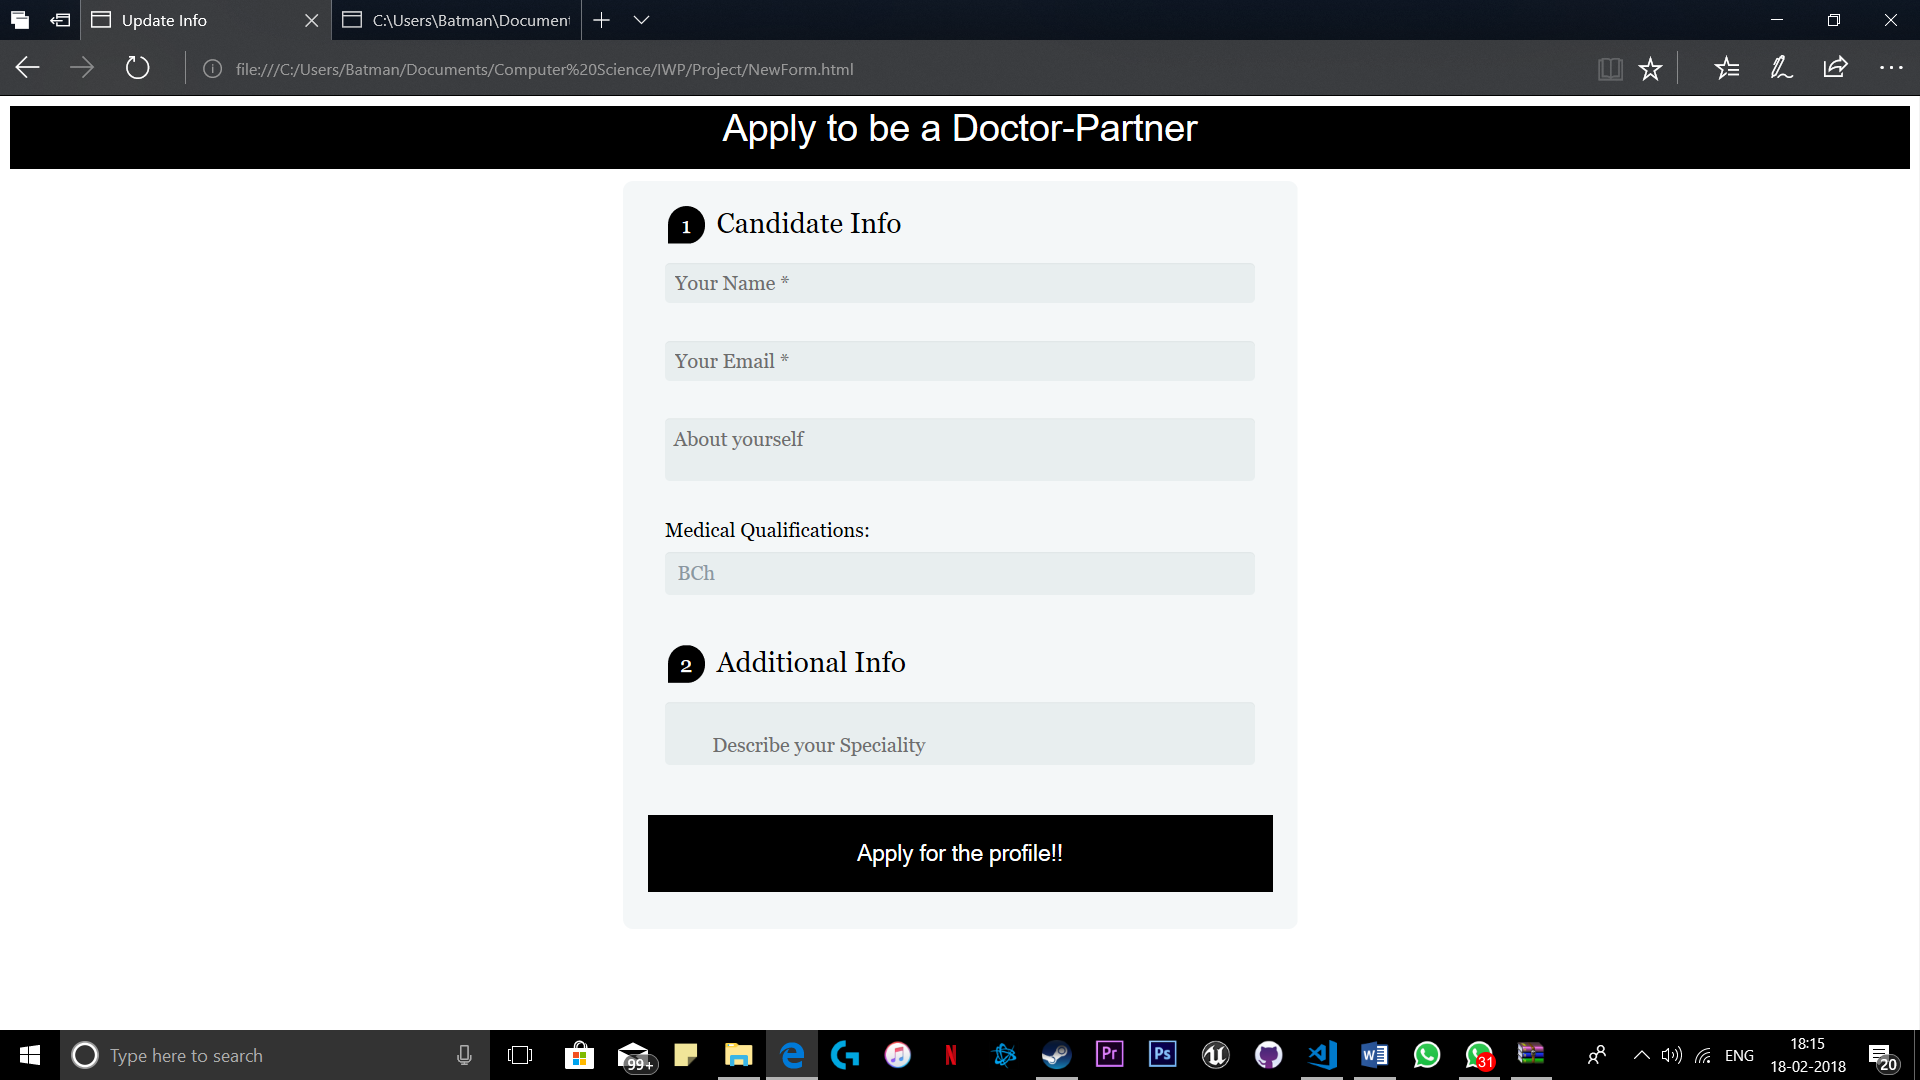 Update Info
C:\Users\Batman\Document
file:///C:/Users/Batman/Documents/Computer%20Science/IWP/Project/NewForm.html
Apply to be a Doctor-Partner
1 Candidate Info
Your Name *
Your Email *
About yourself
Medical Qualifications:
BCh
2 Additional Info
Describe your Speciality
Apply for the profile!!
Type here to search
99+
N
Pr
Ps
31
ENG
18:15
18-02-2018
20